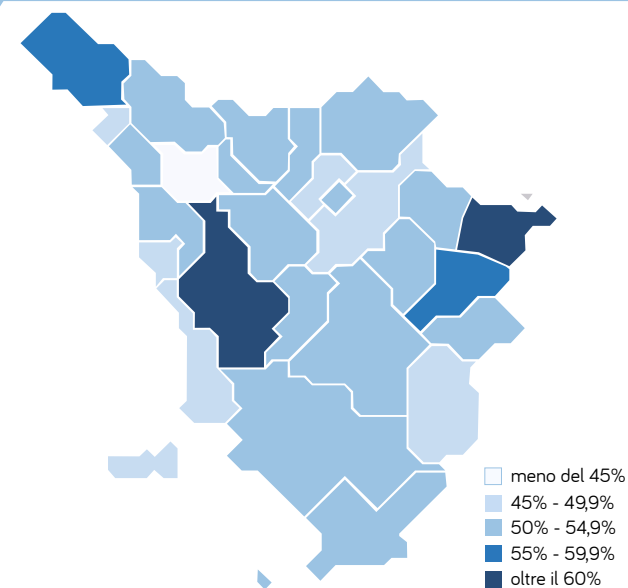 meno del 45%
45% - 49,9%
50% - 54,9%
55% - 59,9%
oltre il 60%